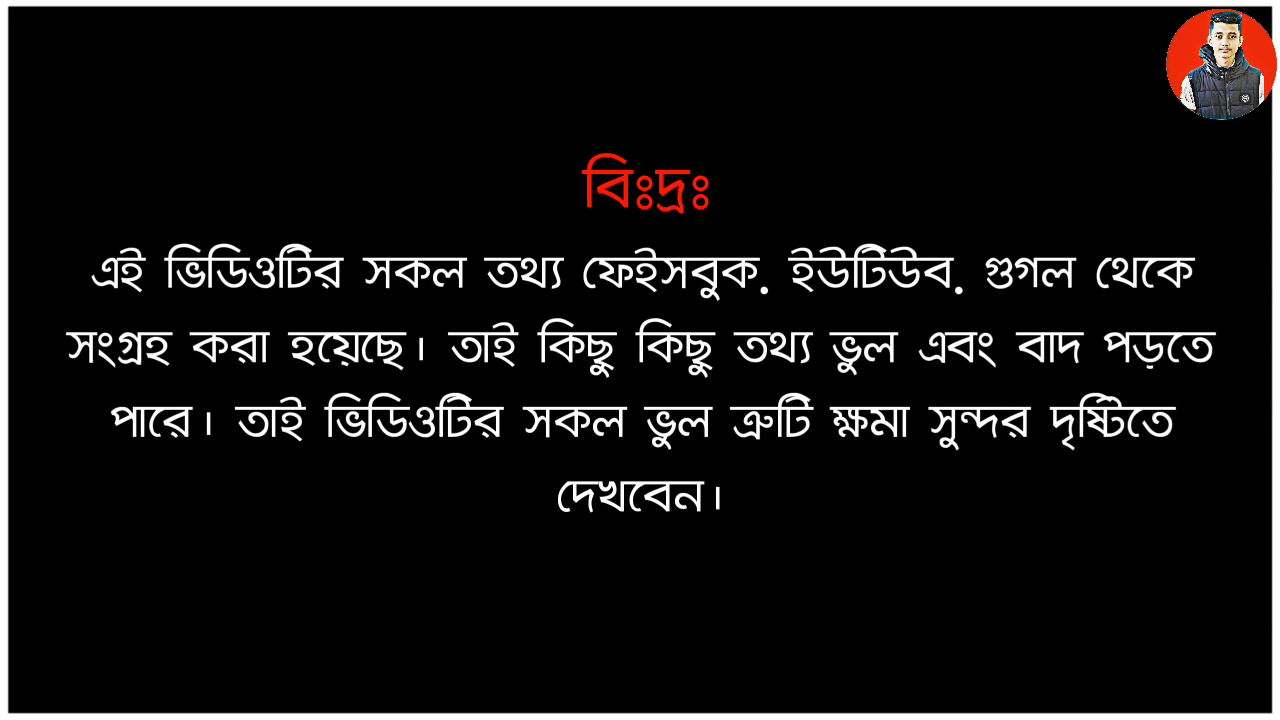 বিঃদ্রঃ
এই ভিডিওটির সকল তথ্য ফেইসবুক. ইউটিউব. গুগল থেকে
সংগ্রহ করা হয়েছে। তাই কিছু কিছু তথ্য ভুল এবং বাদ পড়তে
পারে। তাই ভিডিওটির সকল ভুল ত্রুটি ক্ষমা সুন্দর দৃষ্টিতে
দেখবেন।